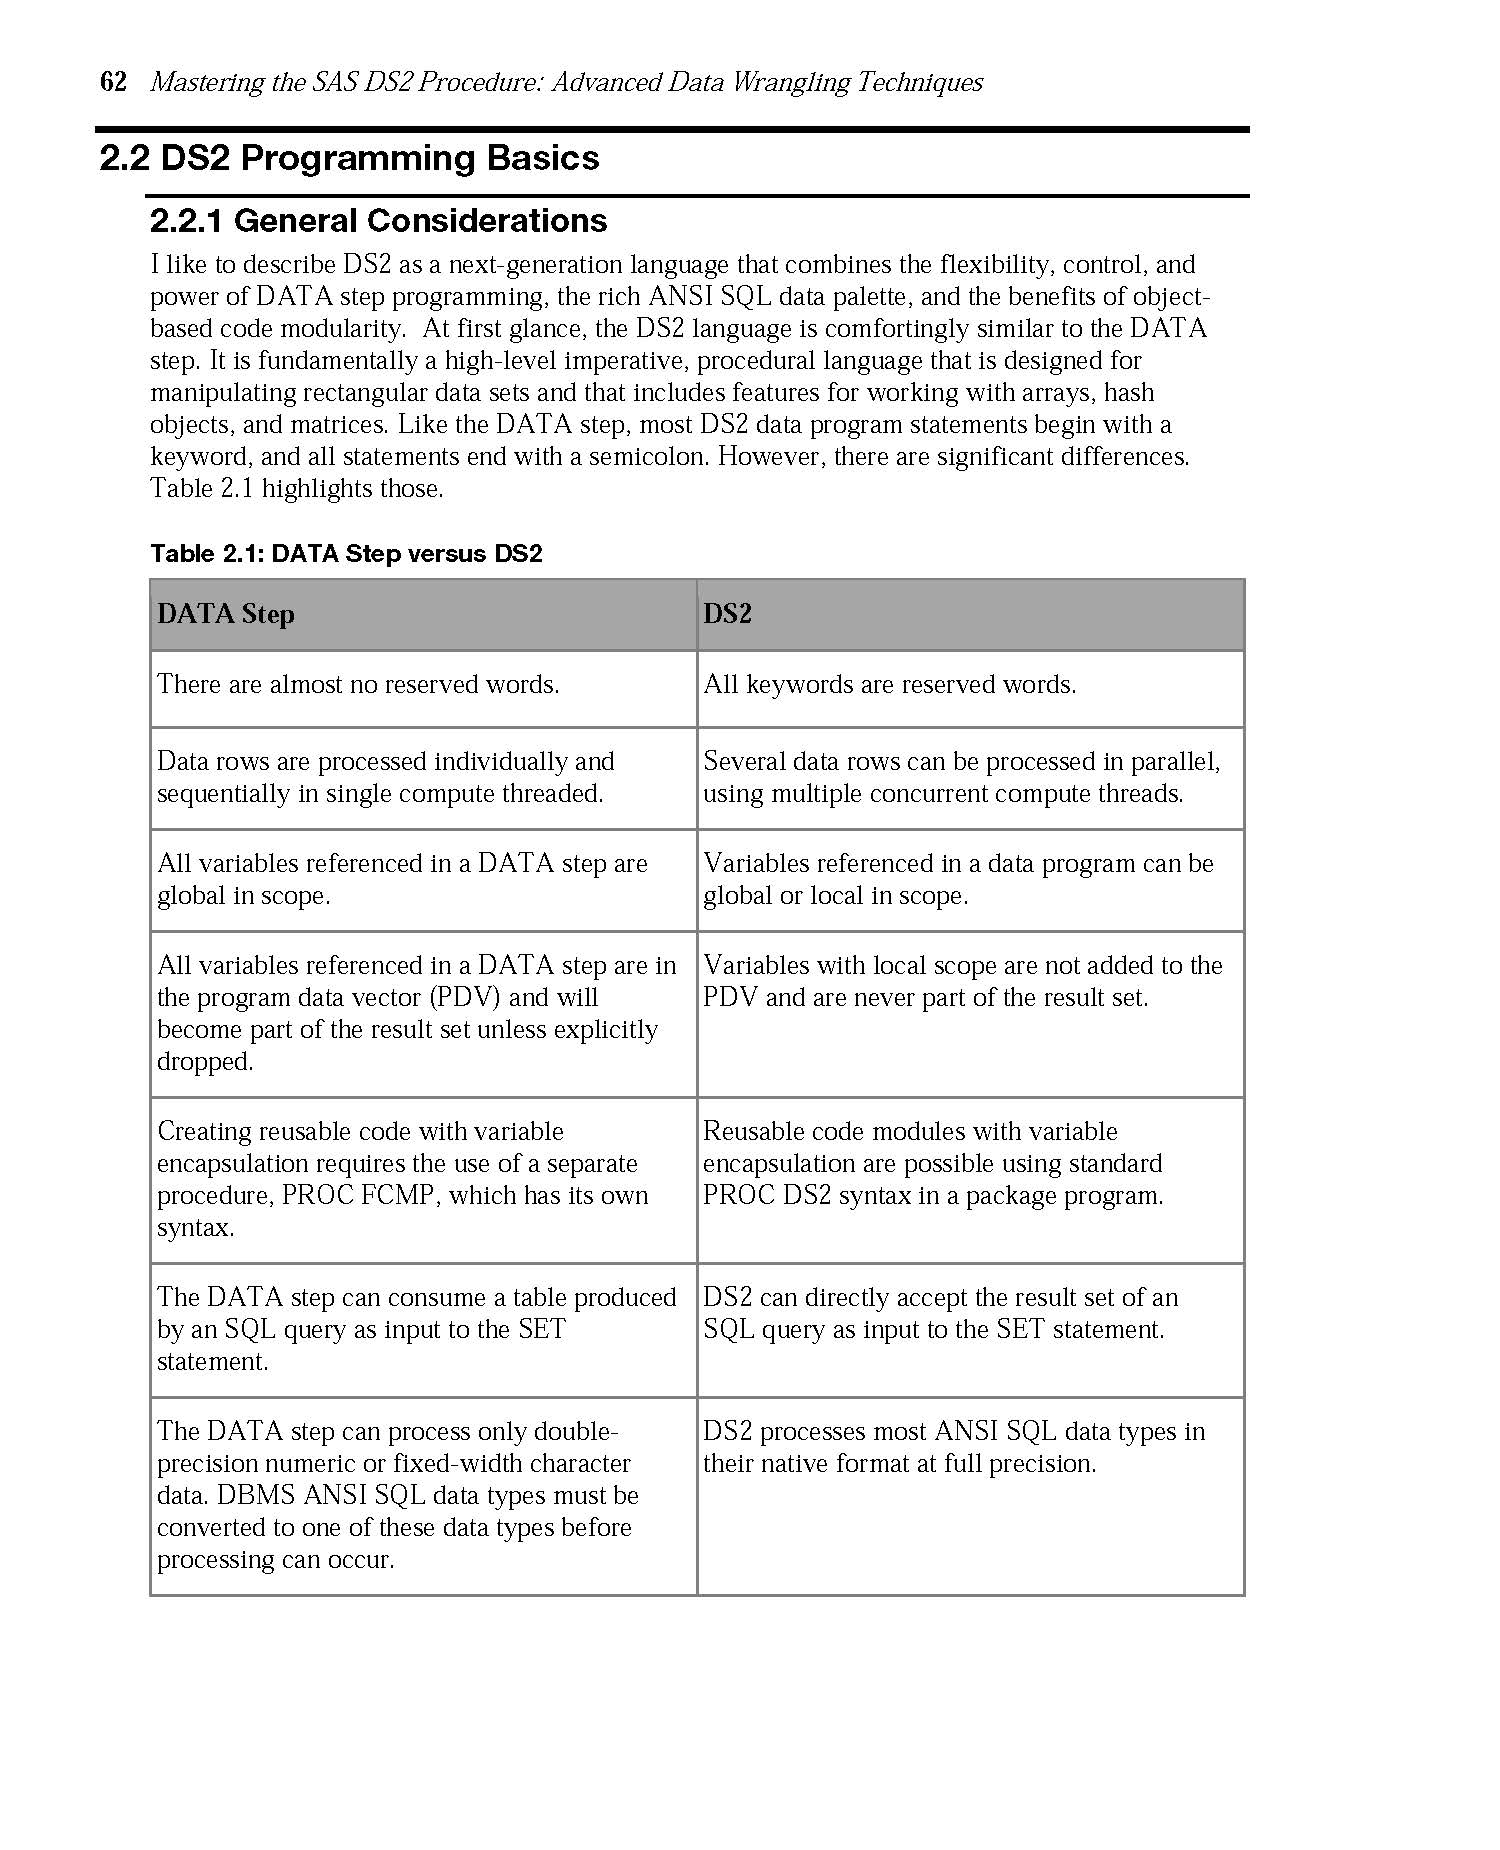 62 Mastering the SAS DS2 Procedure: Advanced Data Wrangling Techniques
2.2 DS2 Programming Basics
2.2.1 General Considerations
I like to describe DS2 as a next-generation language that combines the flexibility, control, and
power of DATA step programming, the rich ANSI SQL data palette, and the benefits of object-
based code modularity.  At first glance, the DS2 language is comfortingly similar to the DATA
step. It is fundamentally a high-level imperative, procedural language that is designed for
manipulating rectangular data sets and that includes features for working with arrays, hash
objects, and matrices. Like the DATA step, most DS2 data program statements begin with a
keyword, and all statements end with a semicolon. However, there are significant differences.
Table 2.1 highlights those.
Table 2.1: DATA Step versus DS2
DATA Step
DS2
There are almost no reserved words.
All keywords are reserved words.
Data rows are processed individually and
sequentially in single compute threaded.
Several data rows can be processed in parallel,
using multiple concurrent compute threads.
All variables referenced in a DATA step are
global in scope.
Variables referenced in a data program can be
global or local in scope.
All variables referenced in a DATA step are in
the program data vector (PDV) and will
become part of the result set unless explicitly
dropped.
Variables with local scope are not added to the
PDV and are never part of the result set.
Creating reusable code with variable
encapsulation requires the use of a separate
procedure, PROC FCMP, which has its own
syntax.
Reusable code modules with variable
encapsulation are possible using standard
PROC DS2 syntax in a package program.
The DATA step can consume a table produced
by an SQL query as input to the SET
statement.
DS2 can directly accept the result set of an
SQL query as input to the SET statement.
The DATA step can process only double-
precision numeric or fixed-width character
data. DBMS ANSI SQL data types must be
converted to one of these data types before
processing can occur.
DS2 processes most ANSI SQL data types in
their native format at full precision.